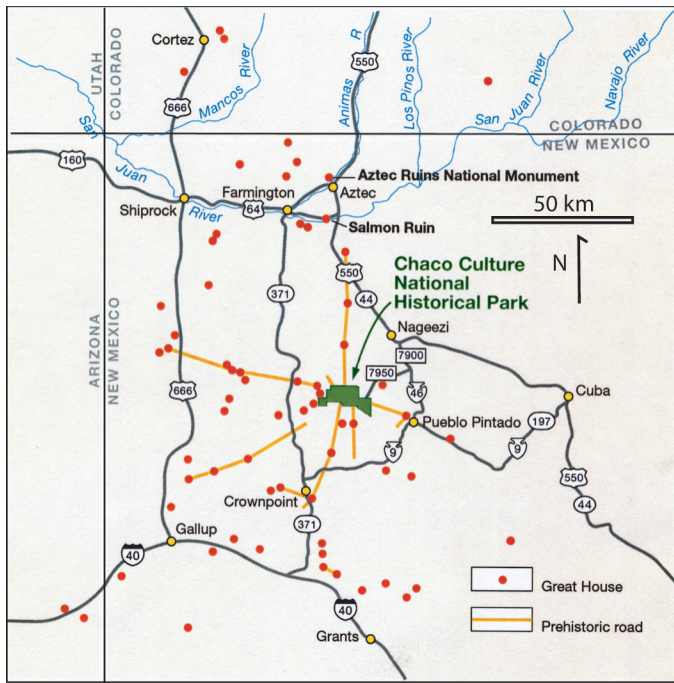 Cortez
UTAH
COLORADO
666
Mancos River
Animas R
550
Los Pinos River
San Juan River
Navajo River
COLORADO
NEW MEXICO
San Juan River
160
Shiprock
Farmington
64
Aztec Ruins National Monument
Aztec
Salmon Ruin
50 km
N
550
44
371
Chaco Culture
National
Historical Park
Nageezi
ARIZONA
NEW MEXICO
7900
7950
46
666
Cuba
Pueblo Pintado
197
9
9
550
44
Crownpoint
371
Gallup
40
40
Grants
Great House
Prehistoric road